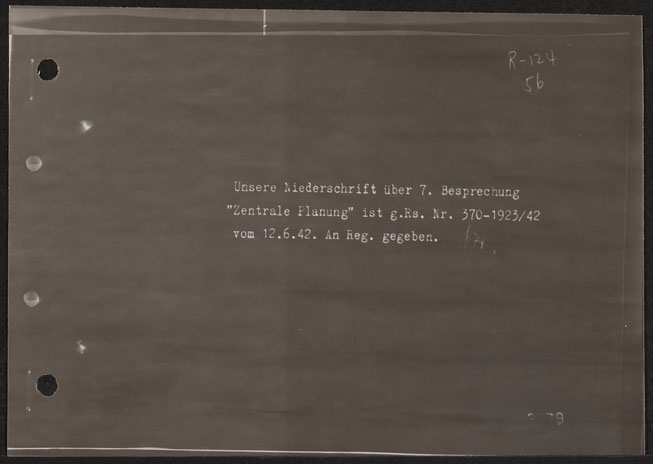 R-124
56
Unsere Niederschrift über 7. Besprechung
"Zentrale Planung" ist g.Rs. Nr. 370-1923/42
vom 12.6.42. An Reg. gegeben.